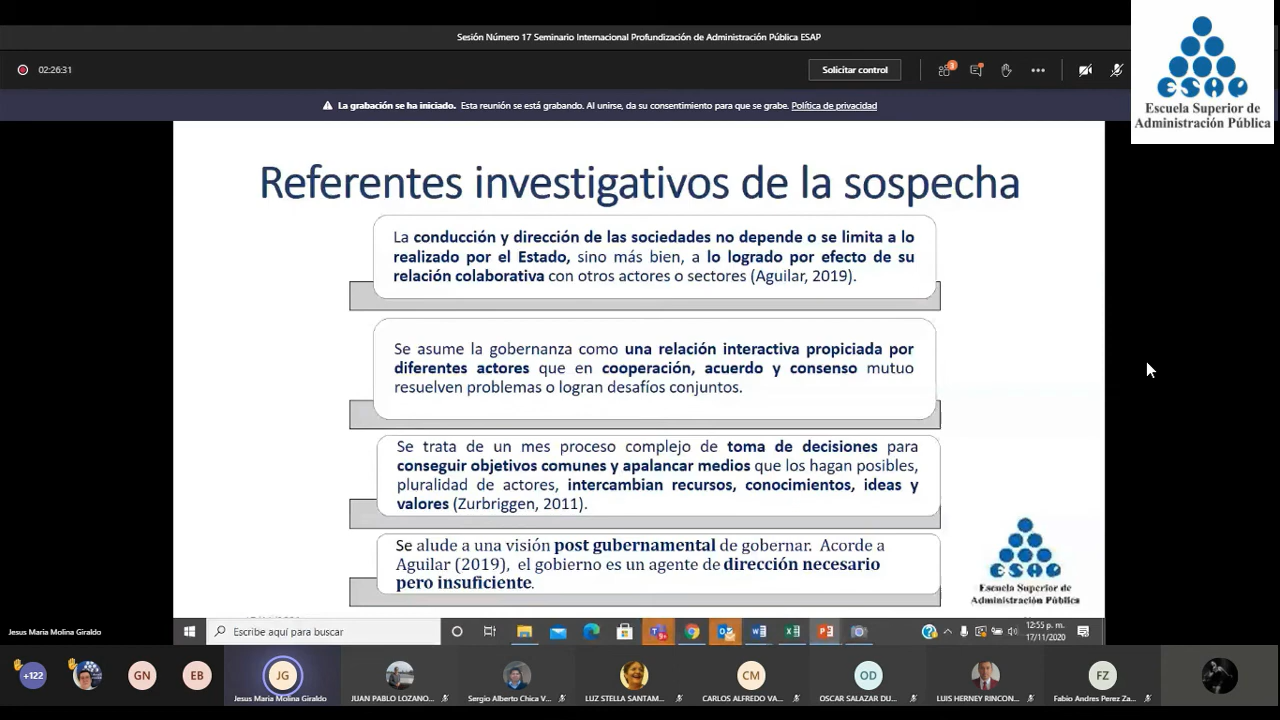 Sesión Número 17 Seminario Internacional Profundización de Administración Pública ESAP
02:26:31
Solicitar control
3
ESAP
Escuela Superior de
Administración Pública
La grabación se ha iniciado. Esta reunión se está grabando. Al unirse, da su consentimiento para que se grabe. Política de privacidad
Referentes investigativos de la sospecha
La conducción y dirección de las sociedades no depende o se limita a lo
realizado por el Estado, sino más bien, a lo logrado por efecto de su
relación colaborativa con otros actores o sectores (Aguilar, 2019).
Se asume la gobernanza como una relación interactiva propiciada por
diferentes actores que en cooperación, acuerdo y consenso mutuo
resuelven problemas o logran desafíos conjuntos.
Se trata de un mes proceso complejo de toma de decisiones para
conseguir objetivos comunes y apalancar medios que los hagan posibles,
pluralidad de actores, intercambian recursos, conocimientos, ideas y
valores (Zurbriggen, 2011).
Se alude a una visión post gubernamental de gobernar. Acorde a
Aguilar (2019), el gobierno es un agente de dirección necesario
pero insuficiente.
ESAP
Escuela Superior de
Administración Pública
Jesus Maria Molina Giraldo
Escribe aquí para buscar
12:55 p. m.
17/11/2020
+122
GN
EB
JG
Jesus Maria Molina Giraldo
JUAN PABLO LOZANO...
Sergio Alberto Chica V...
LUZ STELLA SANTAM...
CM
CARLOS ALFREDO VA...
OD
OSCAR SALAZAR DU...
LUIS HERNEY RINCON...
FZ
Fabio Andres Perez Za...